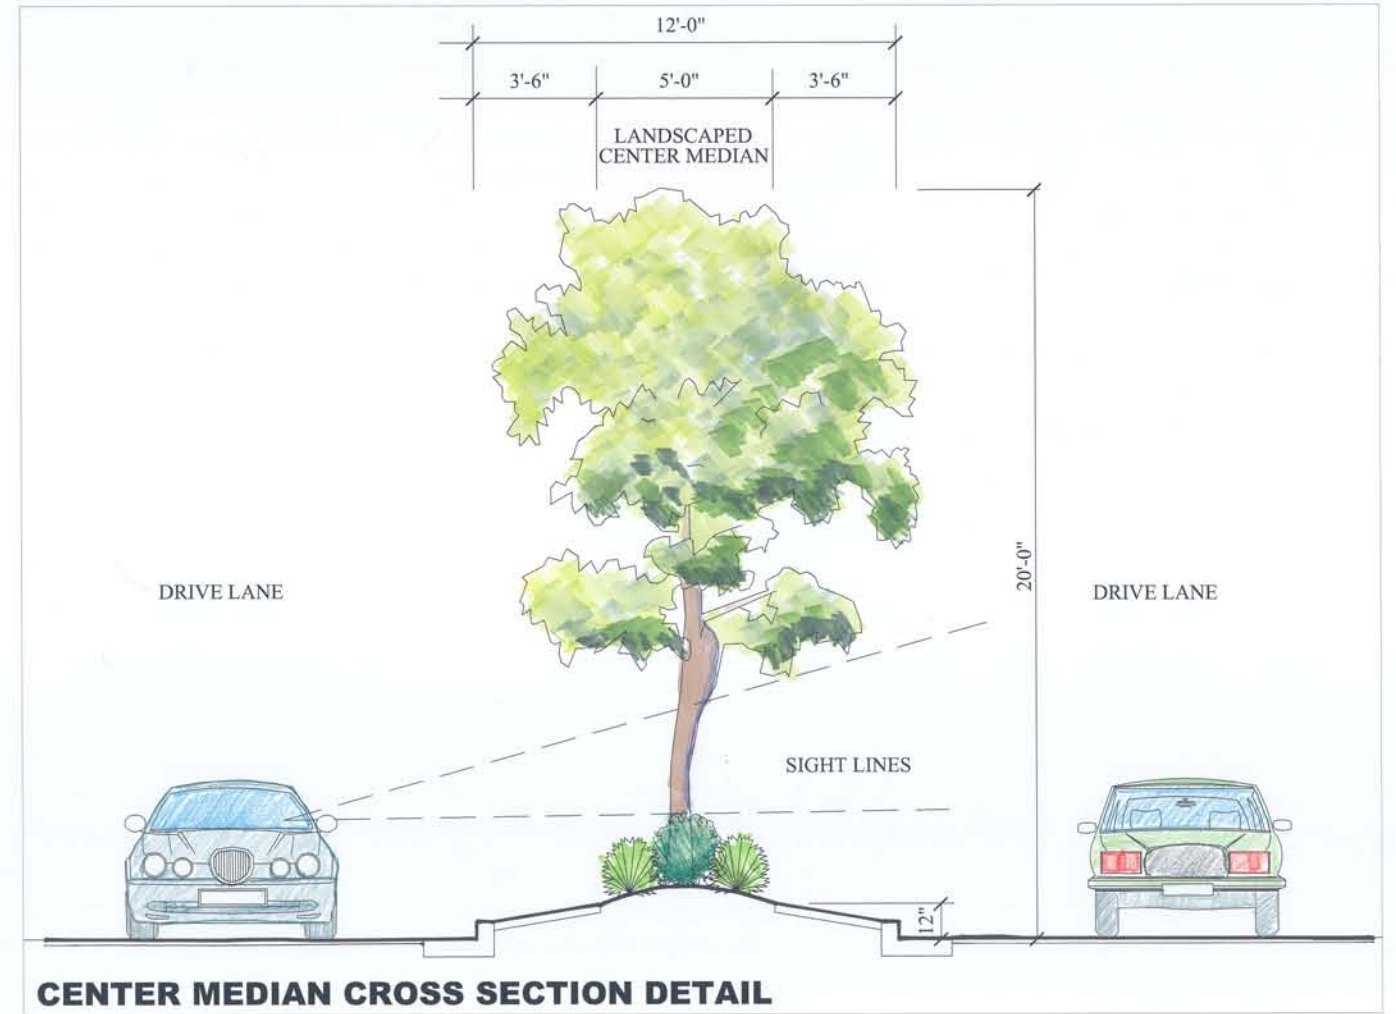 12'-0"
3'-6"
5'-0"
3'-6"
LANDSCAPED
CENTER MEDIAN
20'-0"
DRIVE LANE
DRIVE LANE
SIGHT LINES
12"
CENTER MEDIAN CROSS SECTION DETAIL